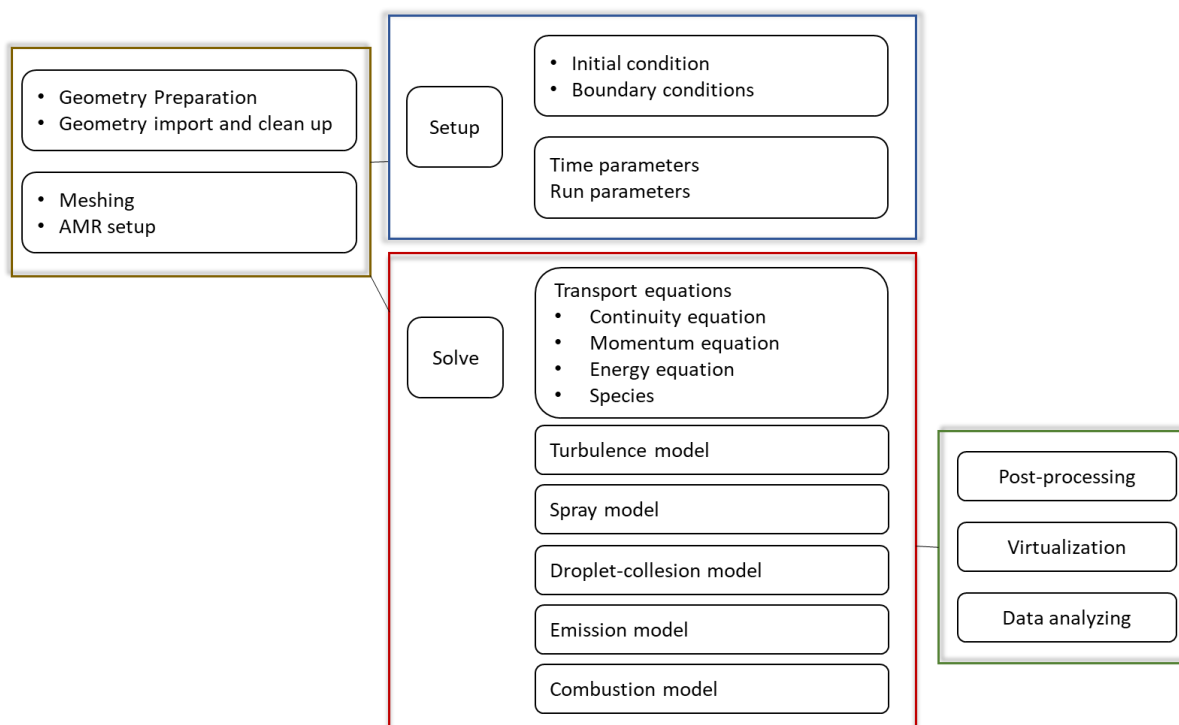 • Geometry Preparation
• Geometry import and clean up
• Meshing
• AMR setup
Setup
• Initial condition
• Boundary conditions
Time parameters
Run parameters
Solve
Transport equations
• Continuity equation
• Momentum equation
• Energy equation
• Species
Turbulence model
Spray model
Droplet-collesion model
Emission model
Combustion model
Post-processing
Virtualization
Data analyzing